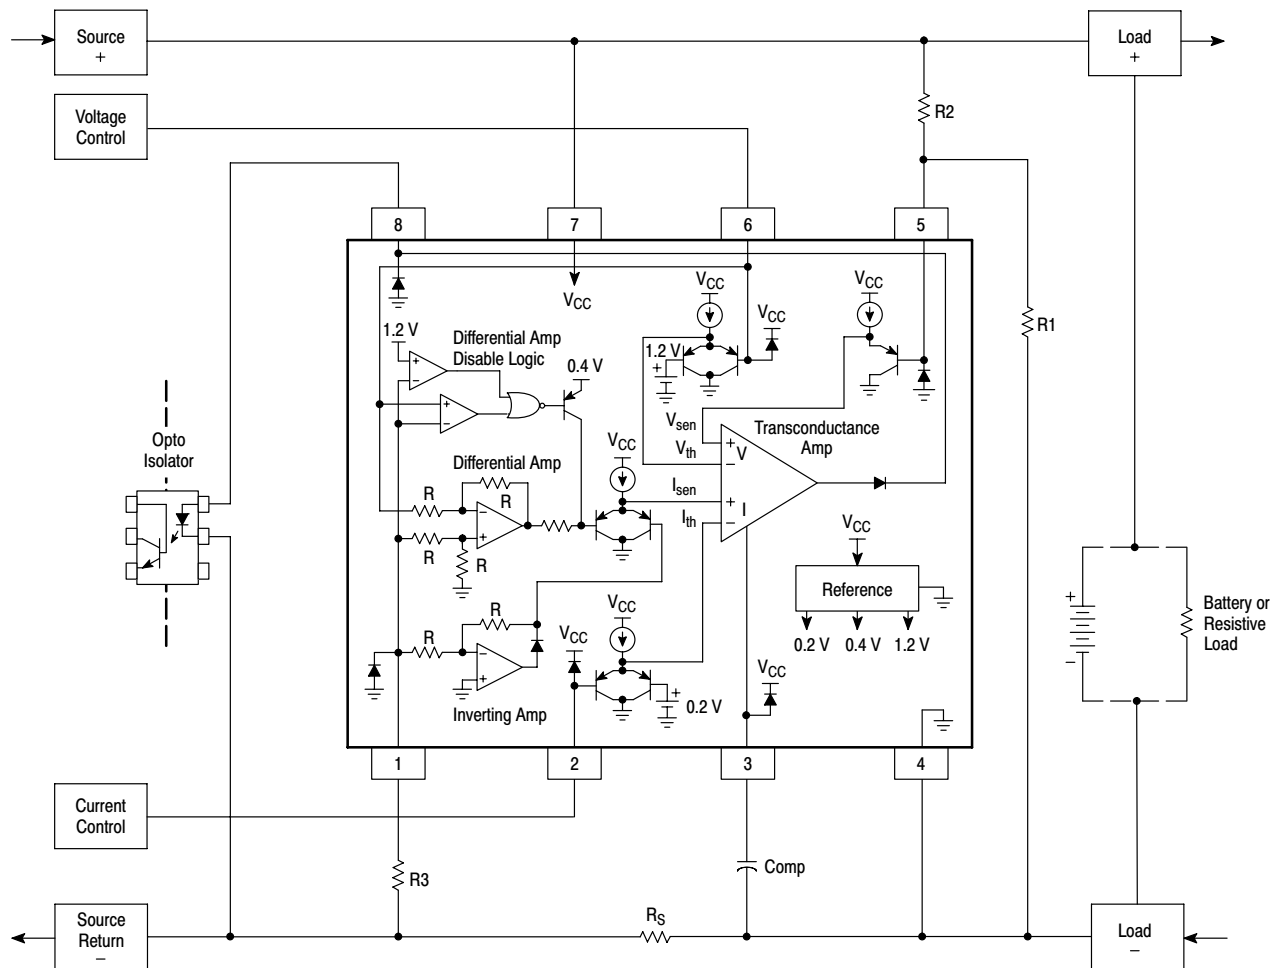 Source
+
Load
+
Voltage
Control
R2
8
7
6
5
R1
VCC
VCC
VCC
VCC
1.2 V
+
−
Differential Amp
Disable Logic
0.4 V
1.2 V
+
+
−
Vsen
Vth
+
V
−
Transconductance
Amp
Opto
Isolator
VCC
Differential Amp
R
R
−
+
R
R
Isen
Ith
+
I
−
VCC
Reference
0.2 V
0.4 V
1.2 V
+
−
Battery or
Resistive
Load
R
R
−
+
Inverting Amp
VCC
VCC
+
0.2 V
VCC
1
2
3
4
Current
Control
R3
Comp
Source
Return
−
RS
Load
−